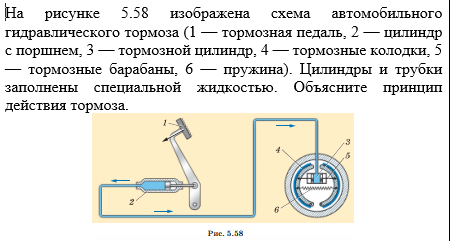 На рисунке 5.58 изображена схема автомобильного
гидравлического тормоза (1 — тормозная педаль, 2 — цилиндр
с поршнем, 3 — тормозной цилиндр, 4 — тормозные колодки, 5
— тормозные барабаны, 6 — пружина). Цилиндры и трубки
заполнены специальной жидкостью. Объясните принцип
действия тормоза.
1
2
3
4
5
6
Рис. 5.58